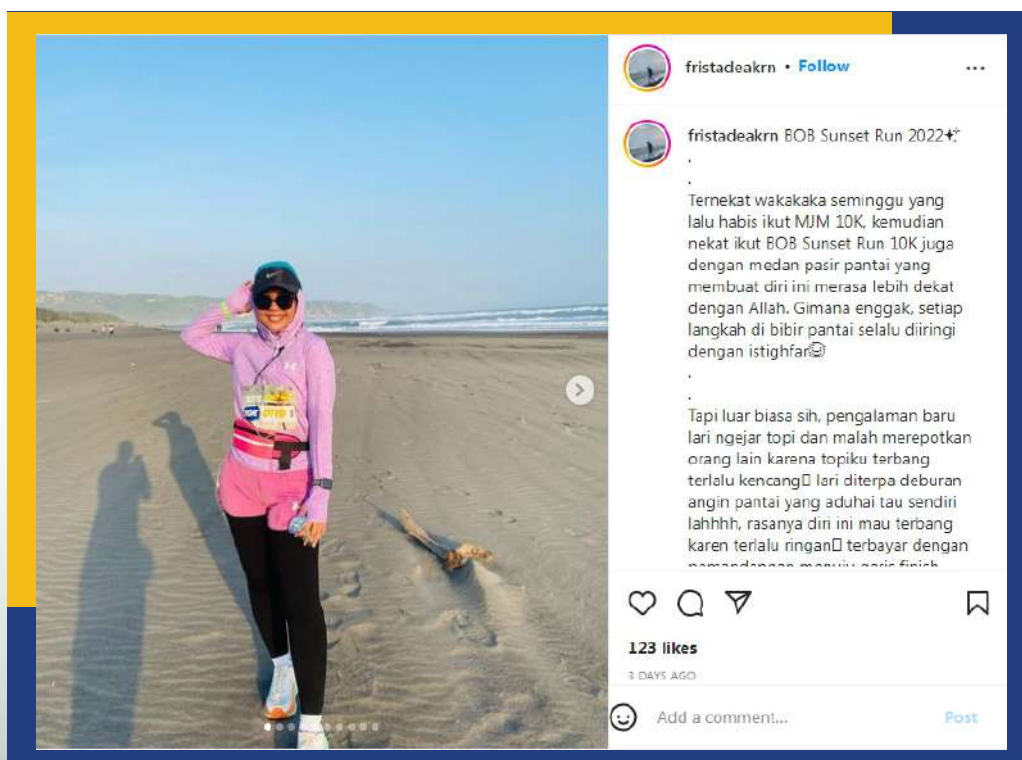 fristadeakrn • Follow
fristadeakrn BOB Sunset Run 2022✨
.
.
Ternekat wakakaka seminggu yang
lalu habis ikut MJM 10K, kemudian
nekat ikut BOB Sunset Run 10K juga
dengan medan pasir pantai yang
membuat diri ini merasa lebih dekat
dengan Allah. Gimana enggak, setiap
langkah di bibir pantai selalu diiringi
dengan istighfar
.
.
Tapi luar biasa sih, pengalaman baru
lari ngejar topi dan malah merepotkan
orang lain karena topiku terbang
terlalu kencang lari diterpa deburan
angin pantai yang aduhai tau sendiri
lahhhh, rasanya diri ini mau terbang
karen terlalu ringan terbayar dengan
pemandangan menuju garis finish
123 likes
3 DAYS AGO
Add a comment...
Post